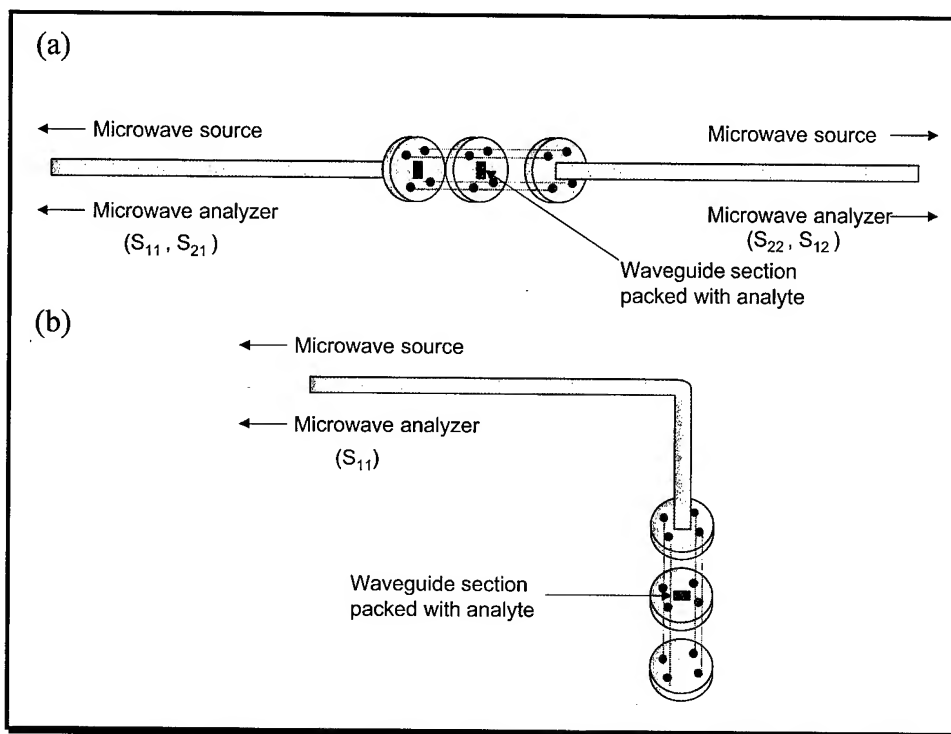 (a)
Microwave source
Microwave source
Microwave analyzer
(S11 , S21)
Microwave analyzer
(S22 , S12)
Waveguide section
packed with analyte
(b)
Microwave source
Microwave analyzer
(S11)
Waveguide section
packed with analyte